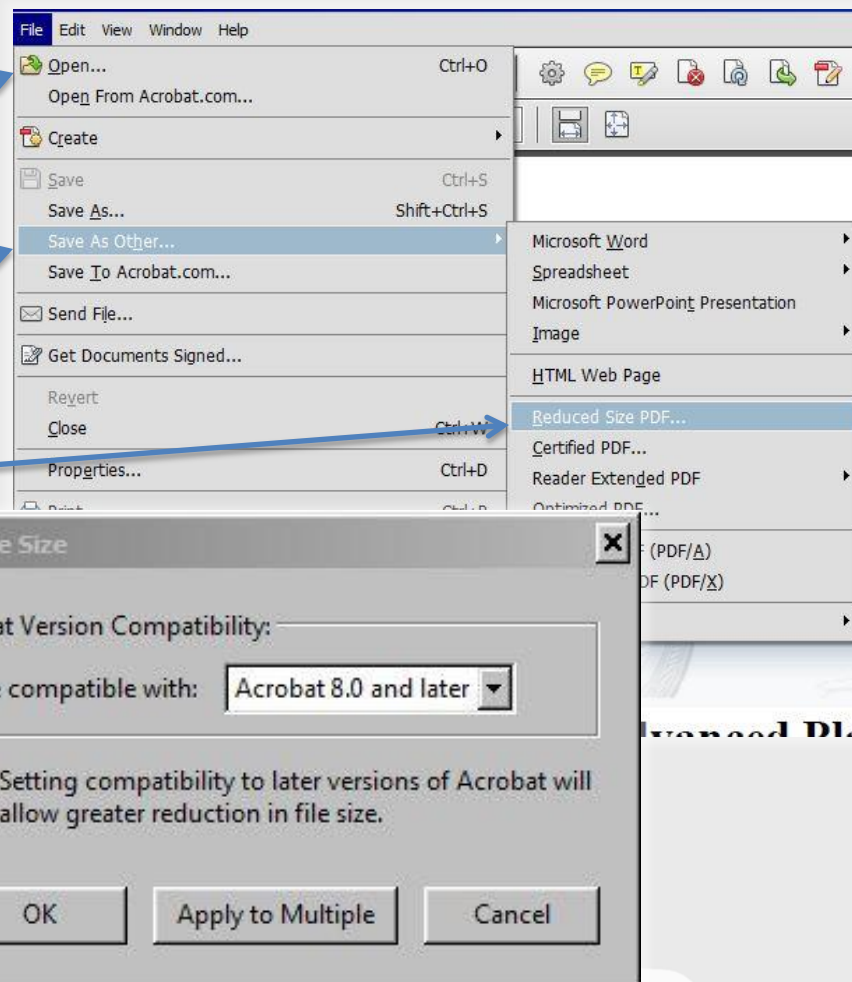 File Edit View Window Help
Open... Ctrl+O
Open From Acrobat.com...
Create
Save Ctrl+S
Save As... Shift+Ctrl+S
Save As Other...
Save To Acrobat.com...
Send File...
Get Documents Signed...
Revert
Close Ctrl+W
Properties... Ctrl+D
Microsoft Word
Spreadsheet
Microsoft PowerPoint Presentation
Image
HTML Web Page
Reduced Size PDF...
Certified PDF...
Reader Extended PDF
Optimized PDF...
(PDF/A)
(PDF/X)
Size
Version Compatibility:
compatible with: Acrobat 8.0 and later
Setting compatibility to later versions of Acrobat will
allow greater reduction in file size.
OK Apply to Multiple Cancel